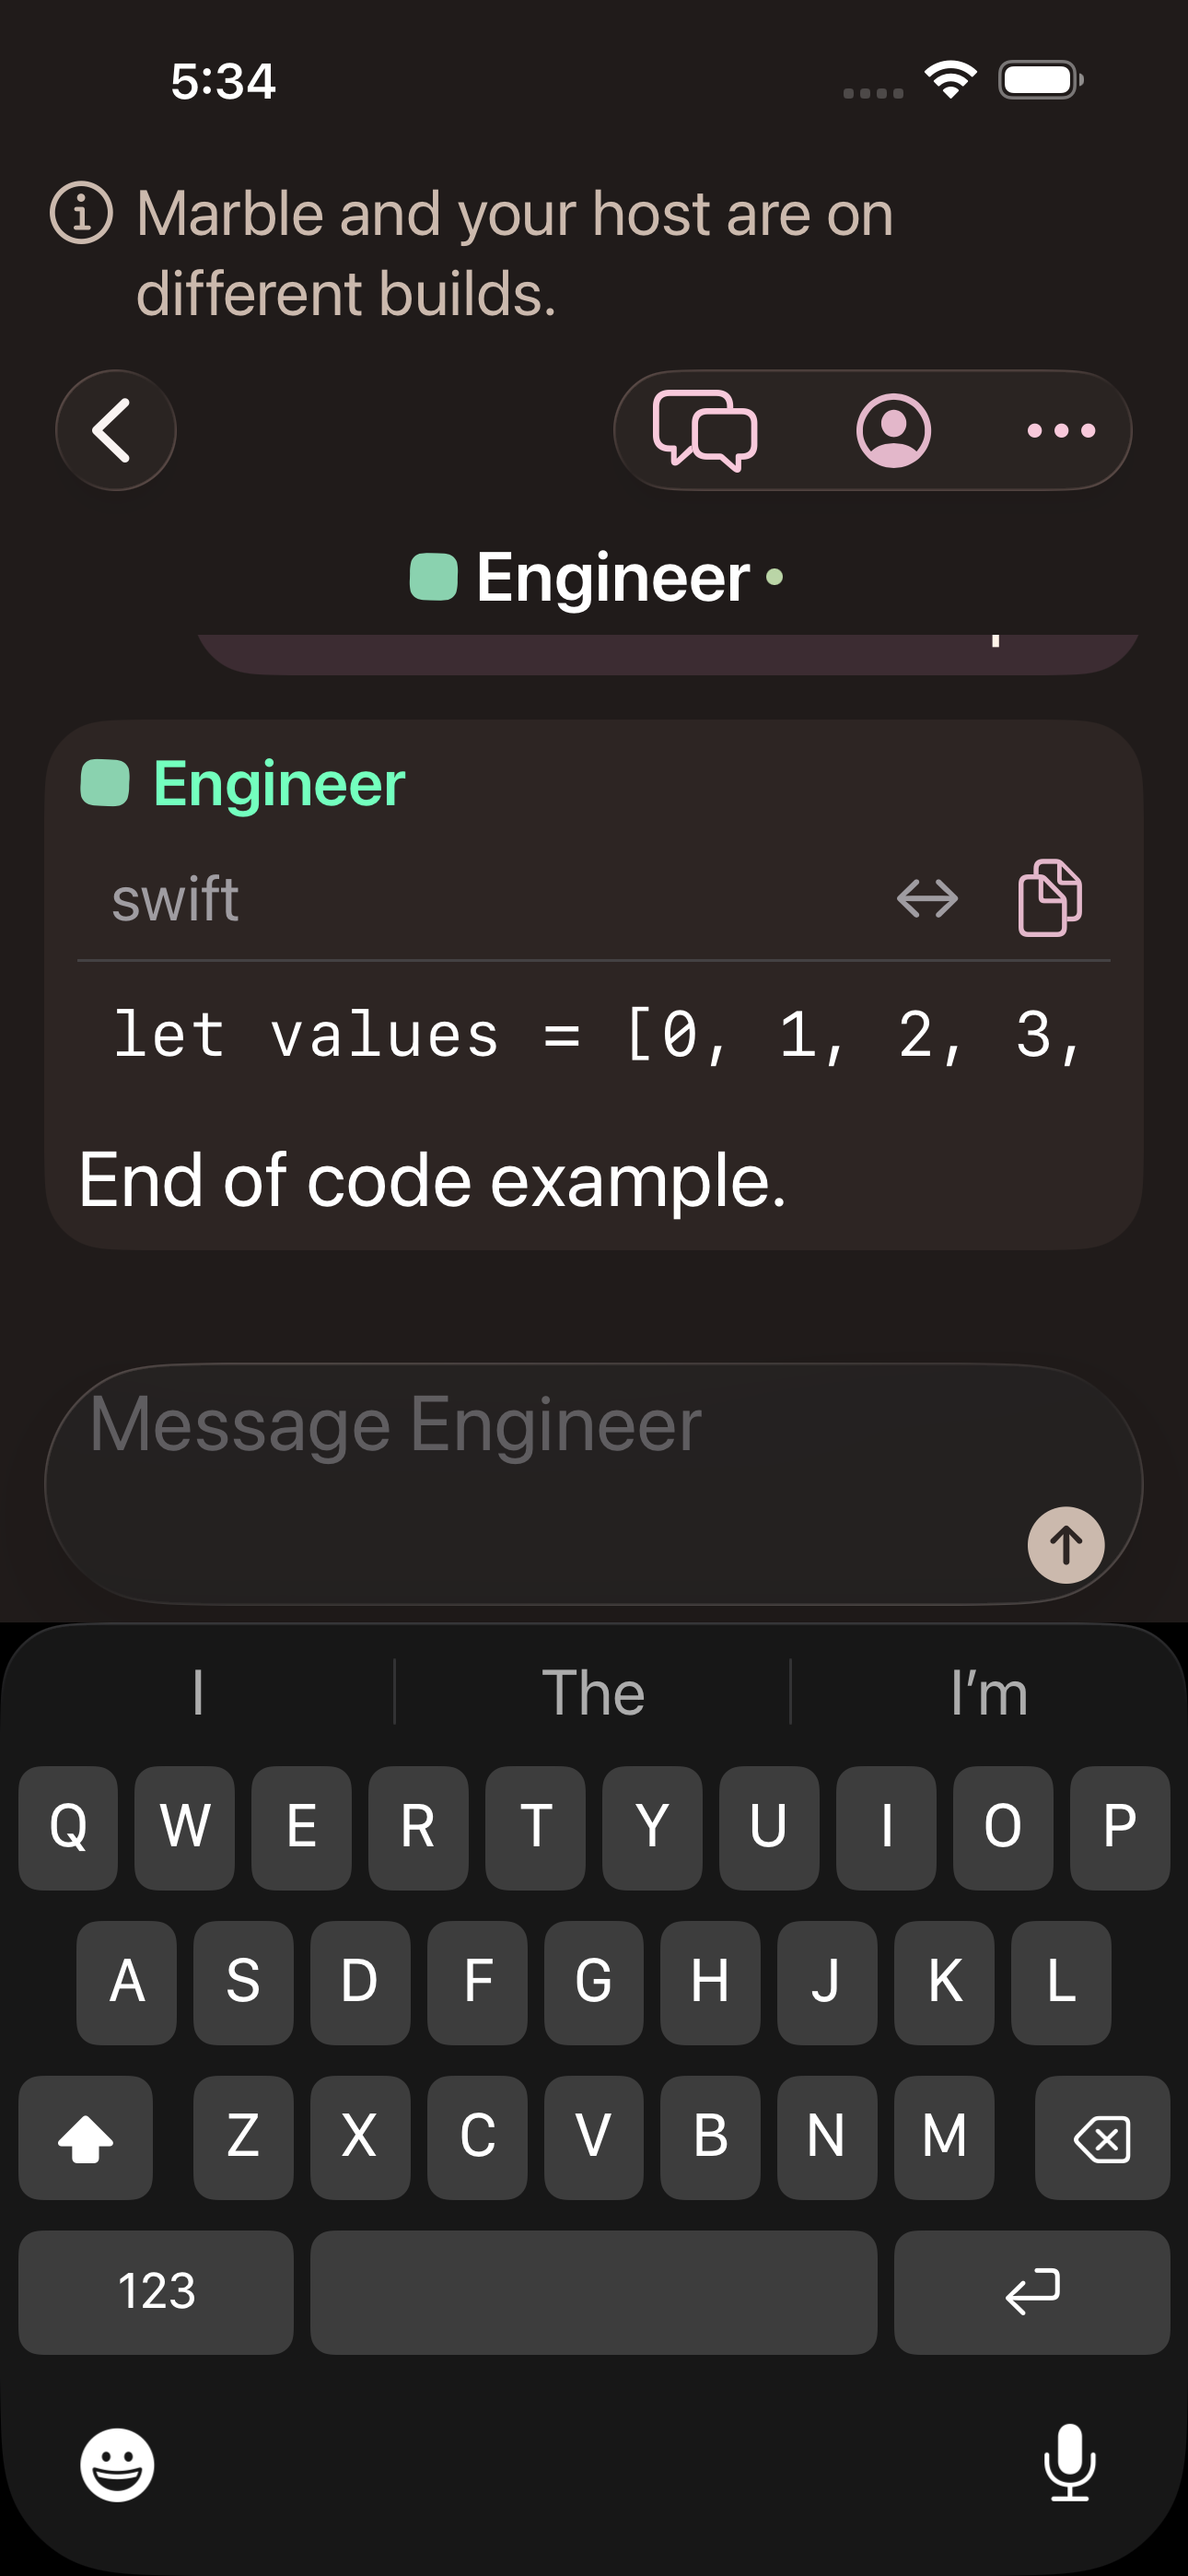 5:34
Marble and your host are on
different builds.
Engineer
Engineer
swift
let values = [0, 1, 2, 3,
End of code example.
Message Engineer
I The I’m
Q W E R T Y U I O P
A S D F G H J K L
Z X C V B N M
123